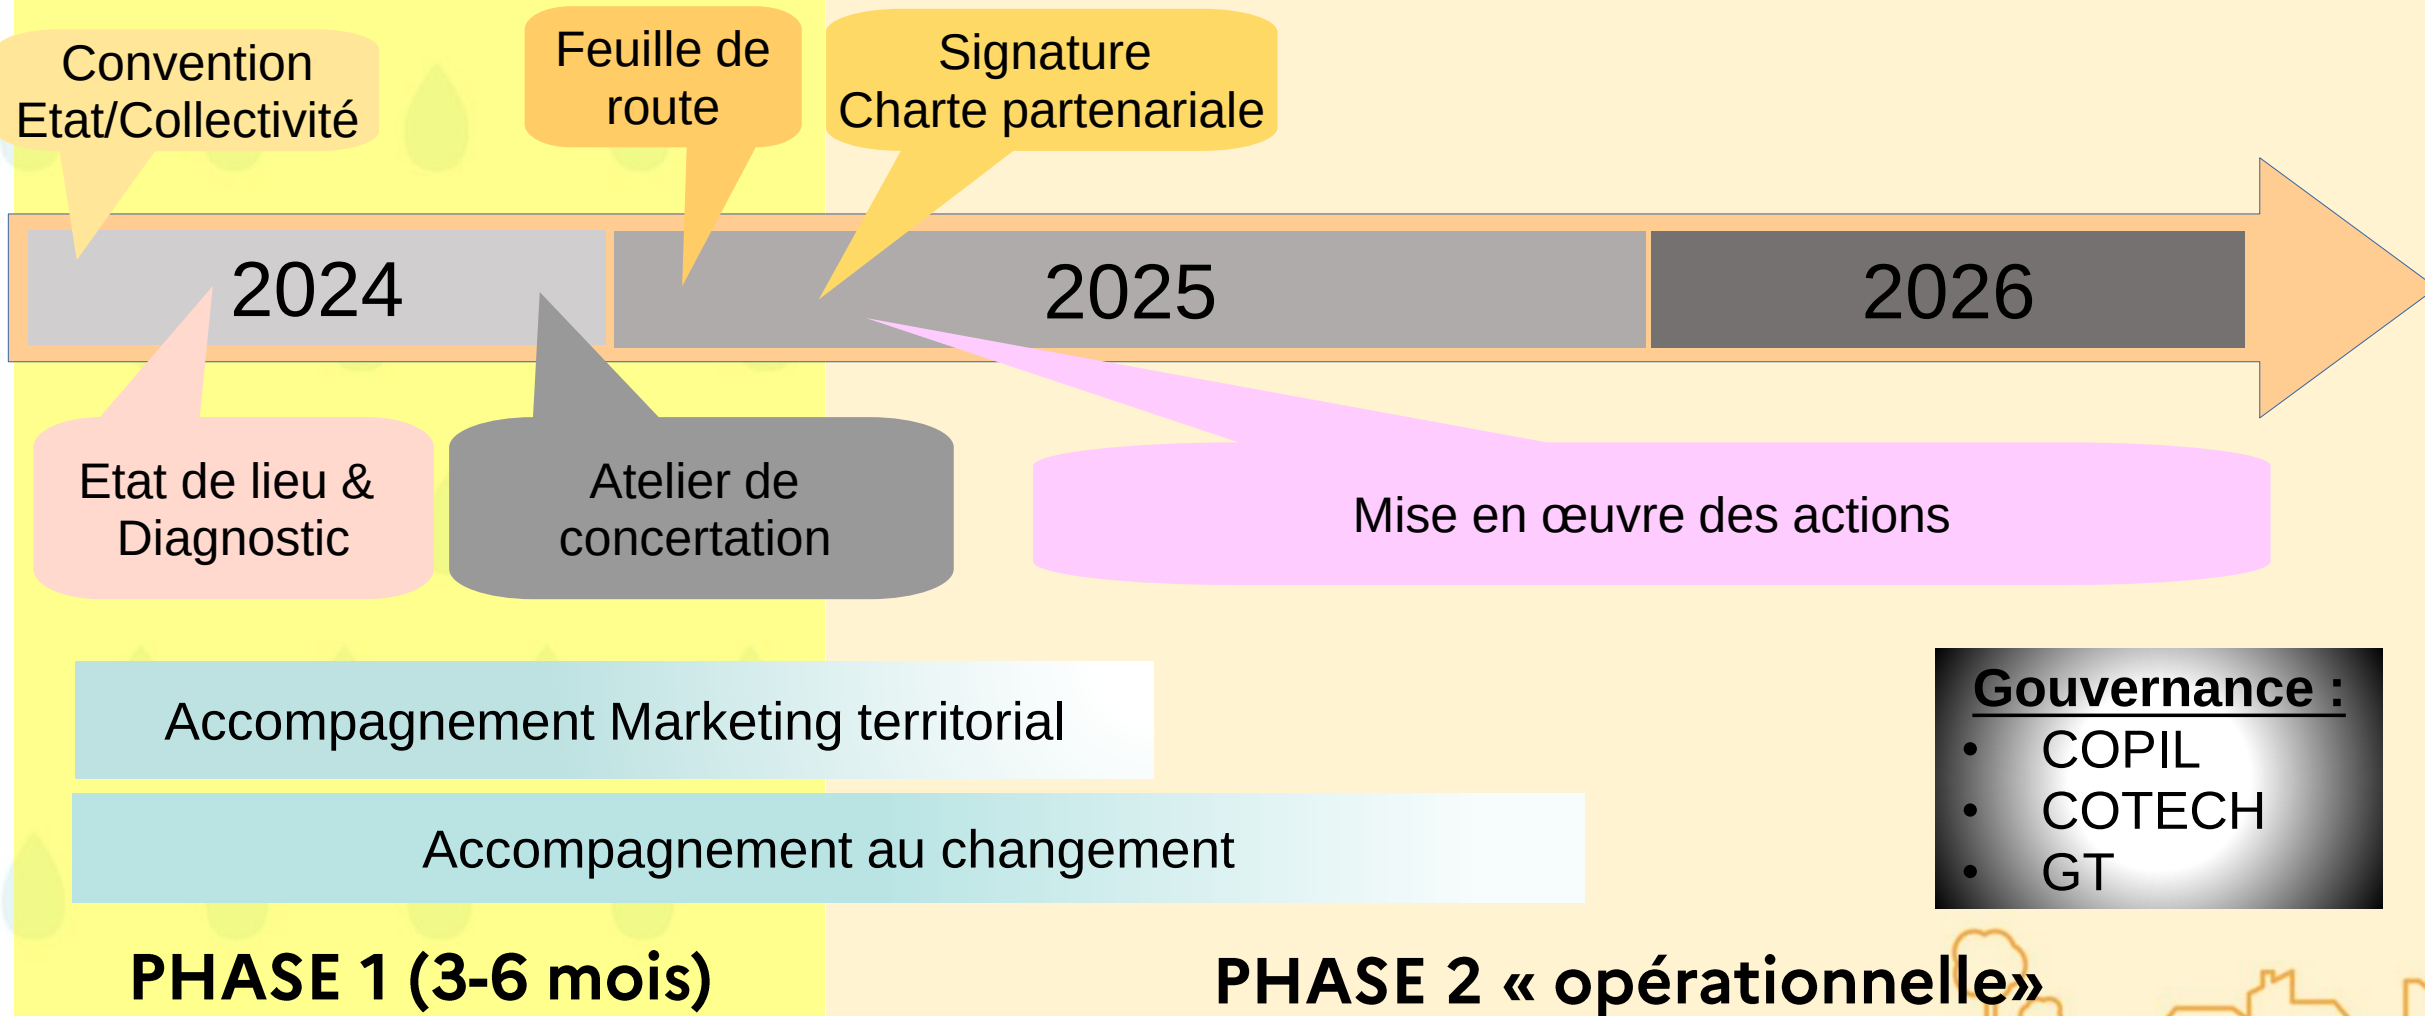 Convention
Etat/Collectivité
Feuille de
route
Signature
Charte partenariale
2024
2025
2026
Etat de lieu &
Diagnostic
Atelier de
concertation
Mise en œuvre des actions
Accompagnement Marketing territorial
Accompagnement au changement
Gouvernance :
• COPIL
• COTECH
• GT
PHASE 1 (3-6 mois)
PHASE 2 « opérationnelle»